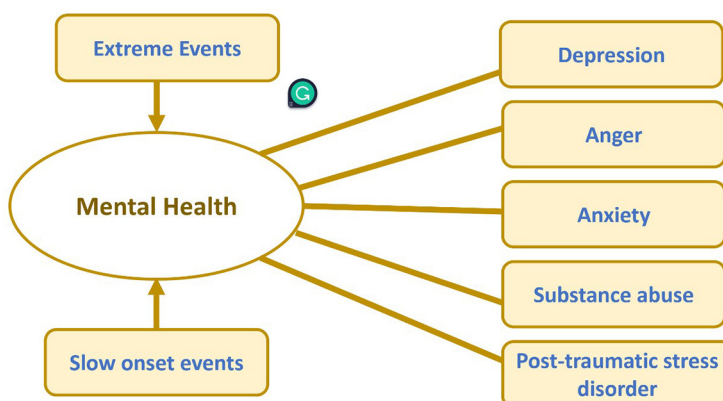 Extreme Events
Depression
Anger
Mental Health
Anxiety
Substance abuse
Slow onset events
Post-traumatic stress
disorder